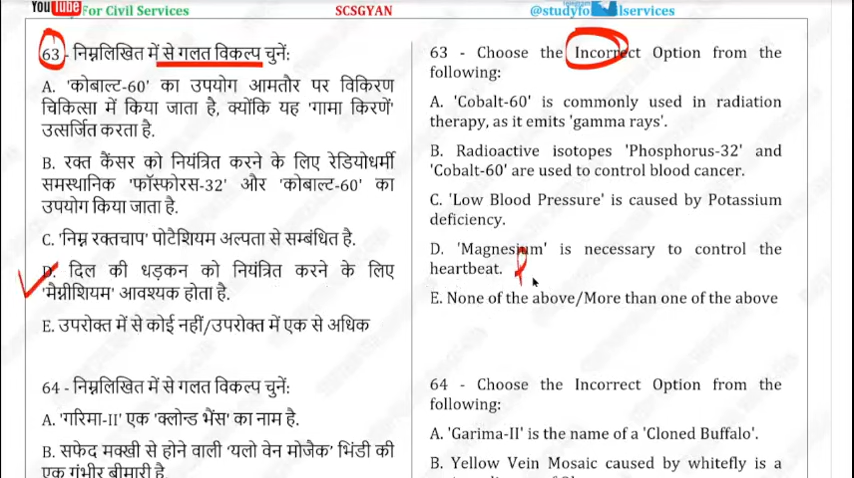 YouTube For Civil Services
SCSGYAN
@studyfo lservices
63 - निम्नलिखित में से गलत विकल्प चुनें:
A. 'कोबाल्ट-60' का उपयोग आमतौर पर विकिरण
चिकित्सा में किया जाता है, क्योंकि यह 'गामा किरणें'
उत्सर्जित करता है.
B. रक्त कैंसर को नियंत्रित करने के लिए रेडियोधर्मी
समस्थानिक 'फॉस्फोरस-32' और 'कोबाल्ट-60' का
उपयोग किया जाता है.
C. 'निम्न रक्तचाप' पोटैशियम अल्पता से सम्बंधित है.
D. दिल की धड़कन को नियंत्रित करने के लिए
'मैग्नीशियम' आवश्यक होता है.
E. उपरोक्त में से कोई नहीं/उपरोक्त में एक से अधिक
64 - निम्नलिखित में से गलत विकल्प चुनें:
A. 'गरिमा-II' एक 'क्लोन्ड भैंस' का नाम है.
B. सफेद मक्खी से होने वाली 'यलो वेन मोजैक' भिंडी की
एक गंभीर बीमारी है.
63 - Choose the Incorrect Option from the
following:
A. 'Cobalt-60' is commonly used in radiation
therapy, as it emits 'gamma rays'.
B. Radioactive isotopes 'Phosphorus-32' and
'Cobalt-60' are used to control blood cancer.
C. 'Low Blood Pressure' is caused by Potassium
deficiency.
D. 'Magnesium' is necessary to control the
heartbeat.
E. None of the above/More than one of the above
64 - Choose the Incorrect Option from the
following:
A. 'Garima-II' is the name of a 'Cloned Buffalo'.
B. Yellow Vein Mosaic caused by whitefly is a